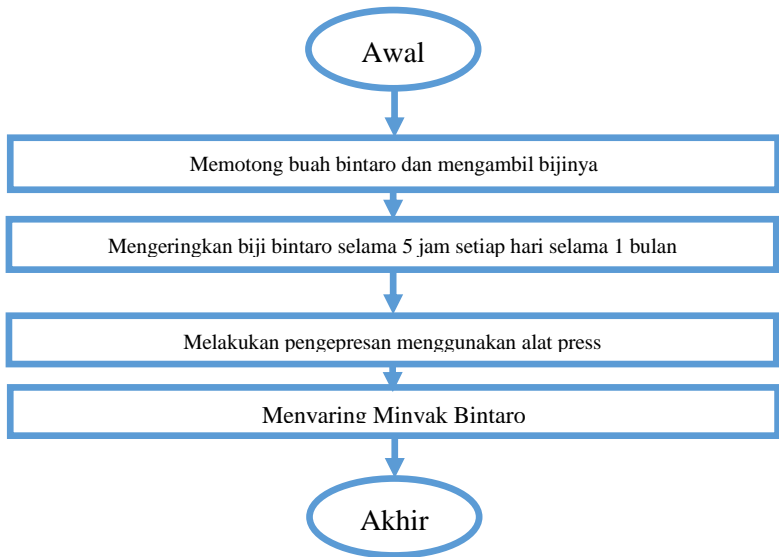 Awal
Memotong buah bintaro dan mengambil bijinya
Mengeringkan biji bintaro selama 5 jam setiap hari selama 1 bulan
Melakukan pengepresan menggunakan alat press
Menyaring Minyak Bintaro
Akhir